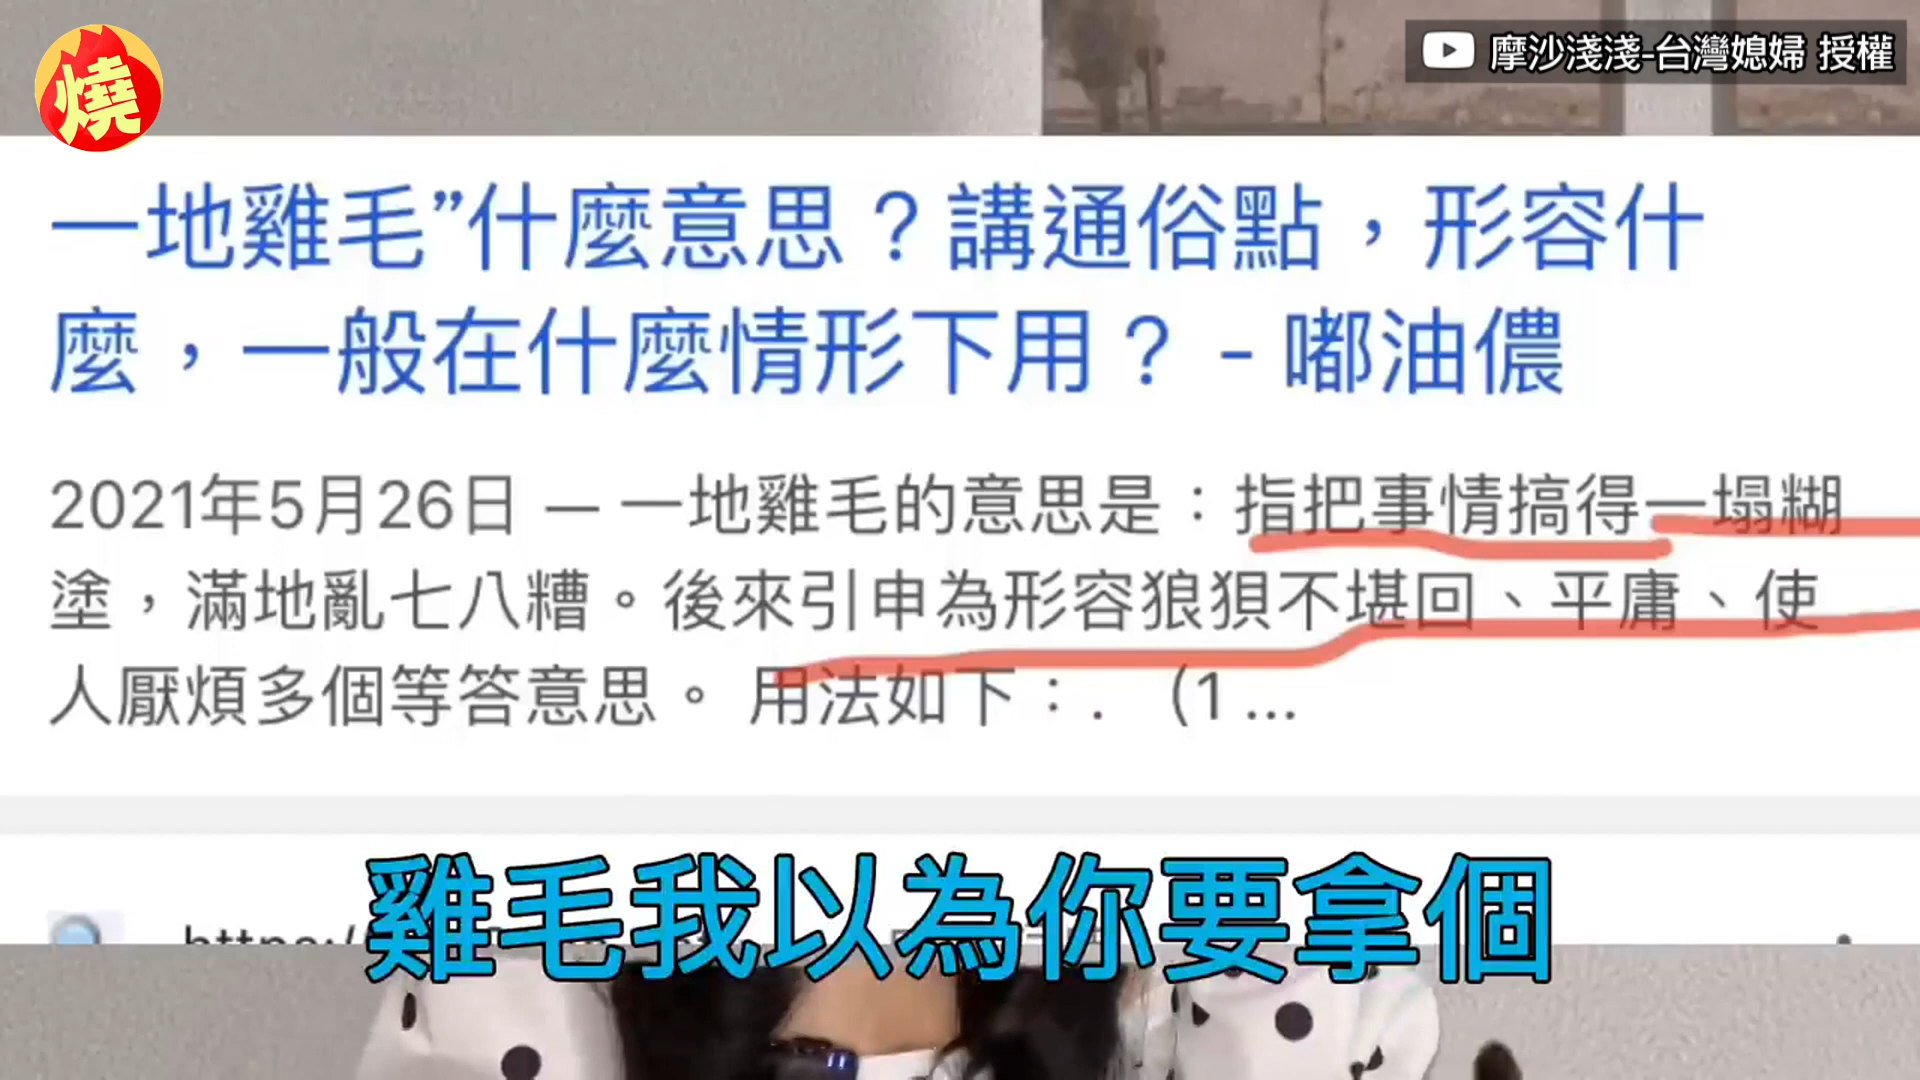 燒
摩沙淺淺-台灣媳婦 授權
一地雞毛”什麼意思？講通俗點，形容什
麼，一般在什麼情形下用？ - 嘟油儂
2021年5月26日 — 一地雞毛的意思是：指把事情搞得一塌糊
塗，滿地亂七八糟。後來引申為形容狼狽不堪回、平庸、使
人厭煩多個等答意思。 用法如下：. （1 ...
雞毛我以為你要拿個